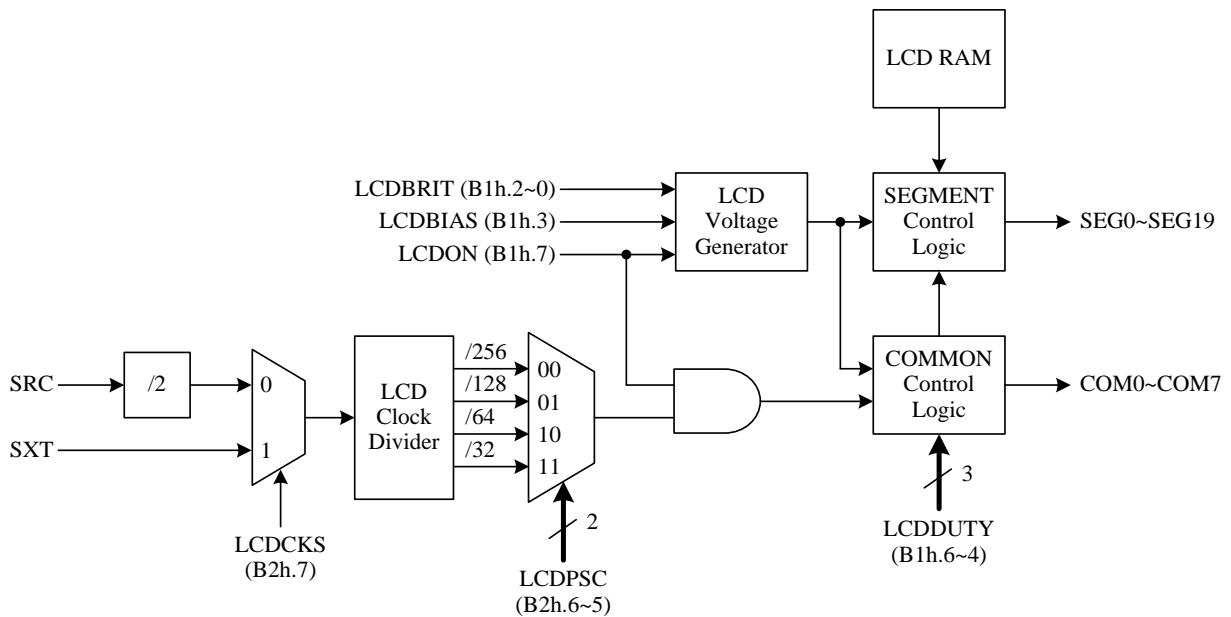 LCD RAM
LCDBRIT (B1h.2~0)
LCDBIAS (B1h.3)
LCDON (B1h.7)
LCD
Voltage
Generator
SEGMENT
Control
Logic
SEG0~SEG19
SRC
/2
SXT
0
1
LCDCKS
(B2h.7)
LCD
Clock
Divider
/256
/128
/64
/32
00
01
10
11
2
LCDPSC
(B2h.6~5)
COMMON
Control
Logic
COM0~COM7
3
LCDDUTY
(B1h.6~4)